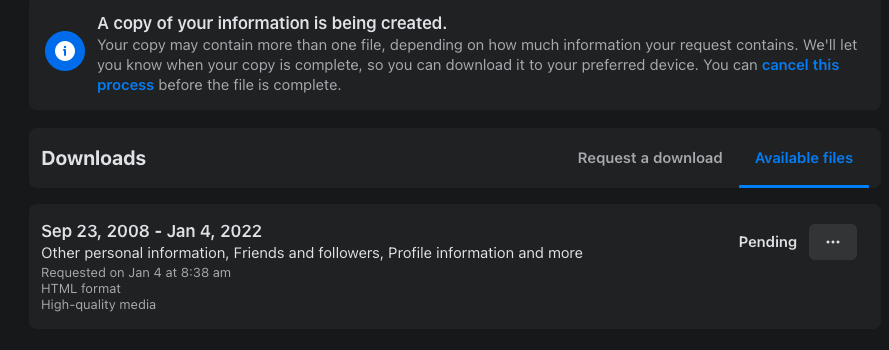 A copy of your information is being created.
Your copy may contain more than one file, depending on how much information your request contains. We'll let
you know when your copy is complete, so you can download it to your preferred device. You can cancel this
process before the file is complete.
Downloads
Request a download
Available files
Sep 23, 2008 - Jan 4, 2022
Other personal information, Friends and followers, Profile information and more
Requested on Jan 4 at 8:38 am
HTML format
High-quality media
Pending